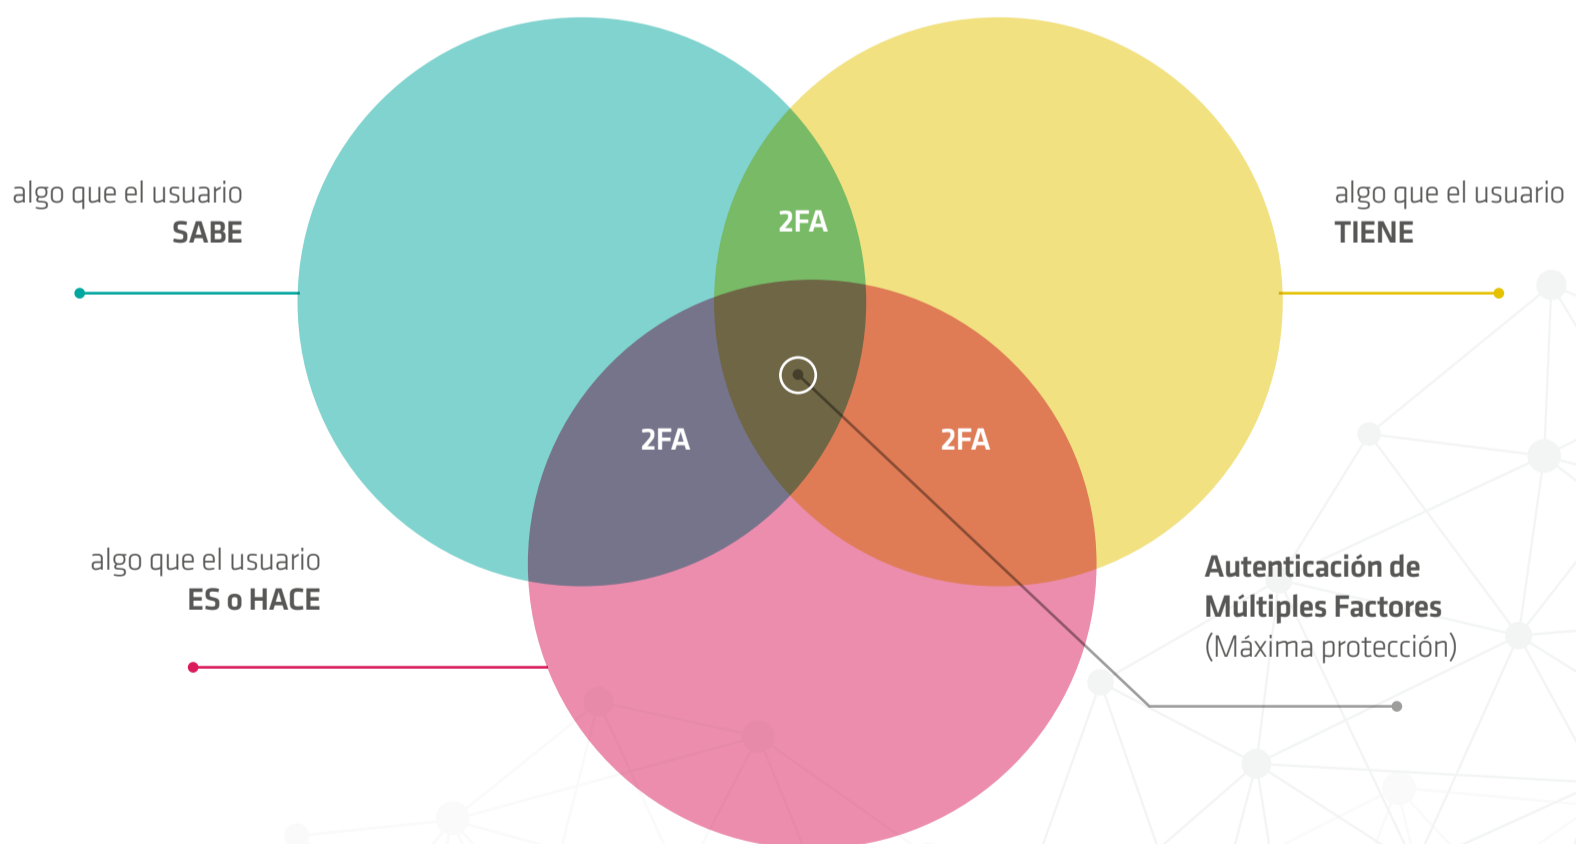 algo que el usuario
SABE
algo que el usuario
TIENE
2FA
2FA
2FA
algo que el usuario
ES o HACE
Autenticación de
Múltiples Factores
(Máxima protección)